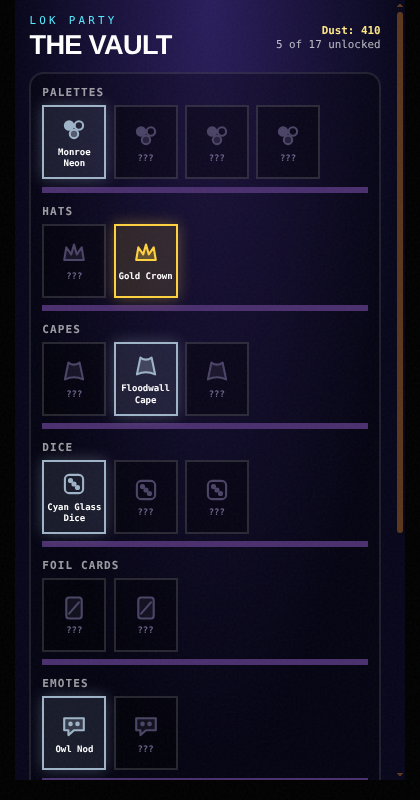 LOK PARTY
THE VAULT
Dust: 410
5 of 17 unlocked
PALETTES
Monroe
Neon
???
???
???
HATS
???
Gold Crown
CAPES
???
Floodwall
Cape
???
DICE
Cyan Glass
Dice
???
???
FOIL CARDS
???
???
EMOTES
Owl Nod
???